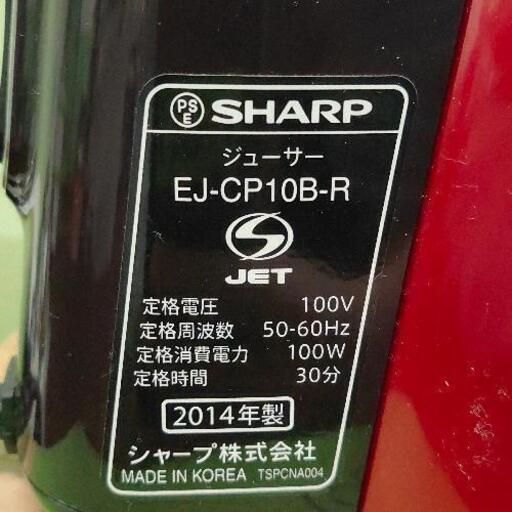 PSE SHARP
ジューサー
EJ-CP10B-R
S JET
定格電圧 100V
定格周波数 50-60Hz
定格消費電力 100W
定格時間 30分
2014年製
シャープ株式会社
MADE IN KOREA TSPCNA004